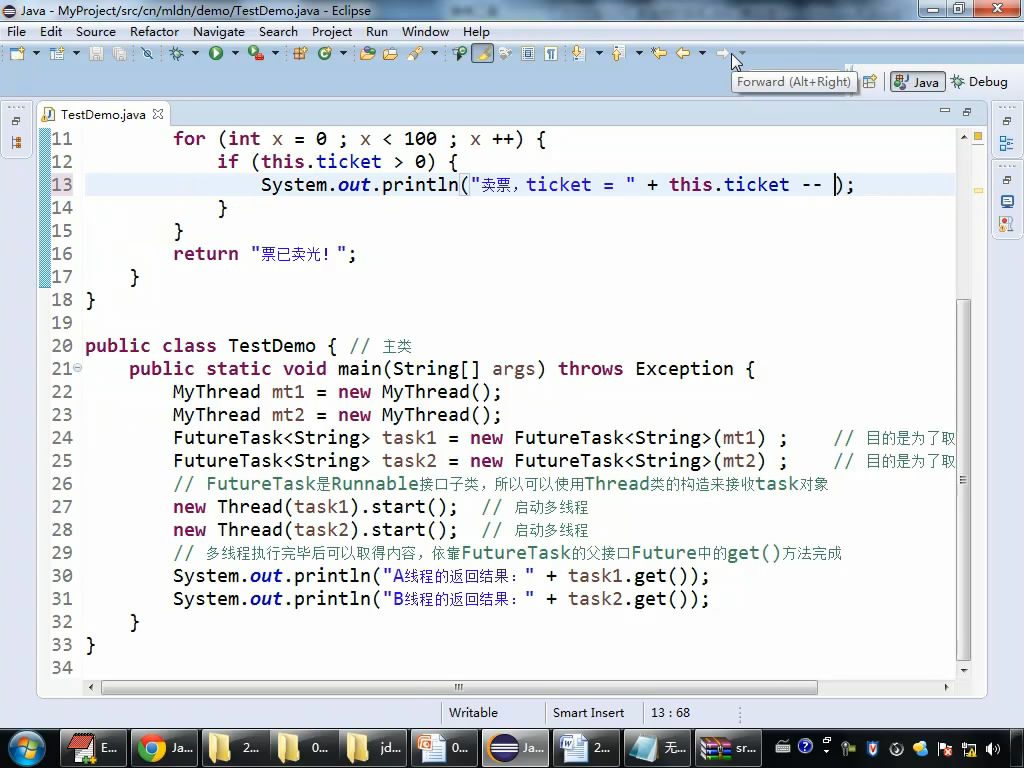 Java - MyProject/src/cn/mldn/demo/TestDemo.java - Eclipse
File Edit Source Refactor Navigate Search Project Run Window Help
Forward (Alt+Right)
Java Debug
TestDemo.java
11 for (int x = 0 ; x < 100 ; x ++) {
12 if (this.ticket > 0) {
13 System.out.println("卖票，ticket = " + this.ticket -- );
14 }
15 }
16 return "票已卖光！";
17 }
18 }
19
20 public class TestDemo { // 主类
21 public static void main(String[] args) throws Exception {
22 MyThread mt1 = new MyThread();
23 MyThread mt2 = new MyThread();
24 FutureTask<String> task1 = new FutureTask<String>(mt1) ; // 目的是为了取
25 FutureTask<String> task2 = new FutureTask<String>(mt2) ; // 目的是为了取
26 // FutureTask是Runnable接口子类，所以可以使用Thread类的构造来接收task对象
27 new Thread(task1).start(); // 启动多线程
28 new Thread(task2).start(); // 启动多线程
29 // 多线程执行完毕后可以取得内容，依靠FutureTask的父接口Future中的get()方法完成
30 System.out.println("A线程的返回结果：" + task1.get());
31 System.out.println("B线程的返回结果：" + task2.get());
32 }
33 }
34
Writable Smart Insert 13 : 68
E... Ja... 2... 0... jd... 0... Ja... 2... 无... sr...